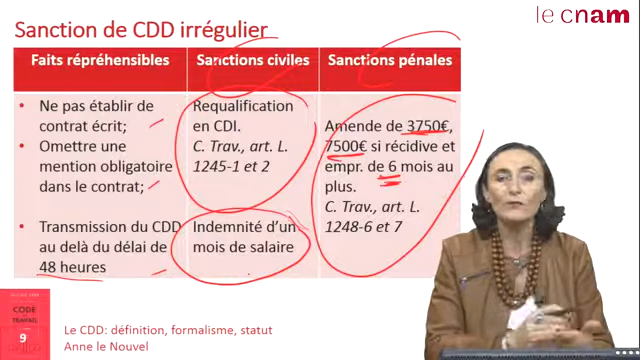 le cnam
Sanction de CDD irrégulier
Faits répréhensibles
Sanctions civiles
Sanctions pénales
• Ne pas établir de
contrat écrit;
• Omettre une
mention obligatoire
dans le contrat;
Requalification
en CDI.
C. Trav., art. L.
1245-1 et 2
Amende de 3750€,
7500€ si récidive et
empr. de 6 mois au
plus.
C. Trav., art. L.
1248-6 et 7
• Transmission du CDD
au delà du délai de
48 heures
Indemnité d'un
mois de salaire
CODE
TRAVAIL
9
Le CDD: définition, formalisme, statut
Anne le Nouvel